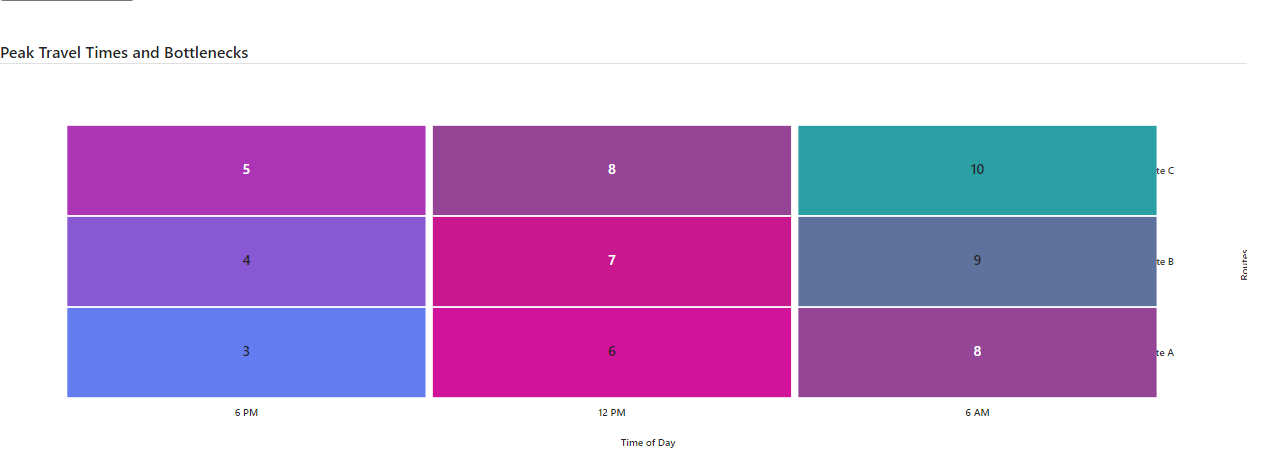 Peak Travel Times and Bottlenecks
5 8 10 te C
4 7 9 te B
Routes
3 6 8 te A
6 PM 12 PM 6 AM
Time of Day